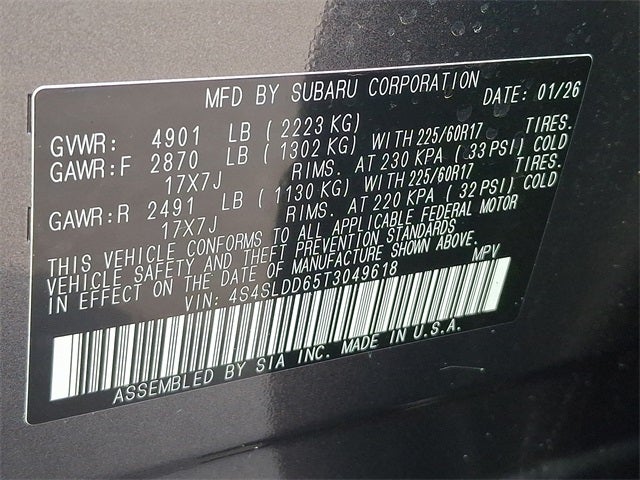 MFD BY SUBARU CORPORATION DATE: 01/26
GVWR: 4901 LB (2223 KG)
GAWR:F 2870 LB (1302 KG) WITH 225/60R17 TIRES.
17X7J RIMS. AT 230 KPA (33 PSI) COLD
GAWR:R 2491 LB (1130 KG) WITH 225/60R17 TIRES.
17X7J RIMS. AT 220 KPA (32 PSI) COLD
THIS VEHICLE CONFORMS TO ALL APPLICABLE FEDERAL MOTOR
VEHICLE SAFETY AND THEFT PREVENTION STANDARDS
IN EFFECT ON THE DATE OF MANUFACTURE SHOWN ABOVE.
VIN: 4S4SLDD65T3049618 MPV
ASSEMBLED BY SIA INC. MADE IN U.S.A.